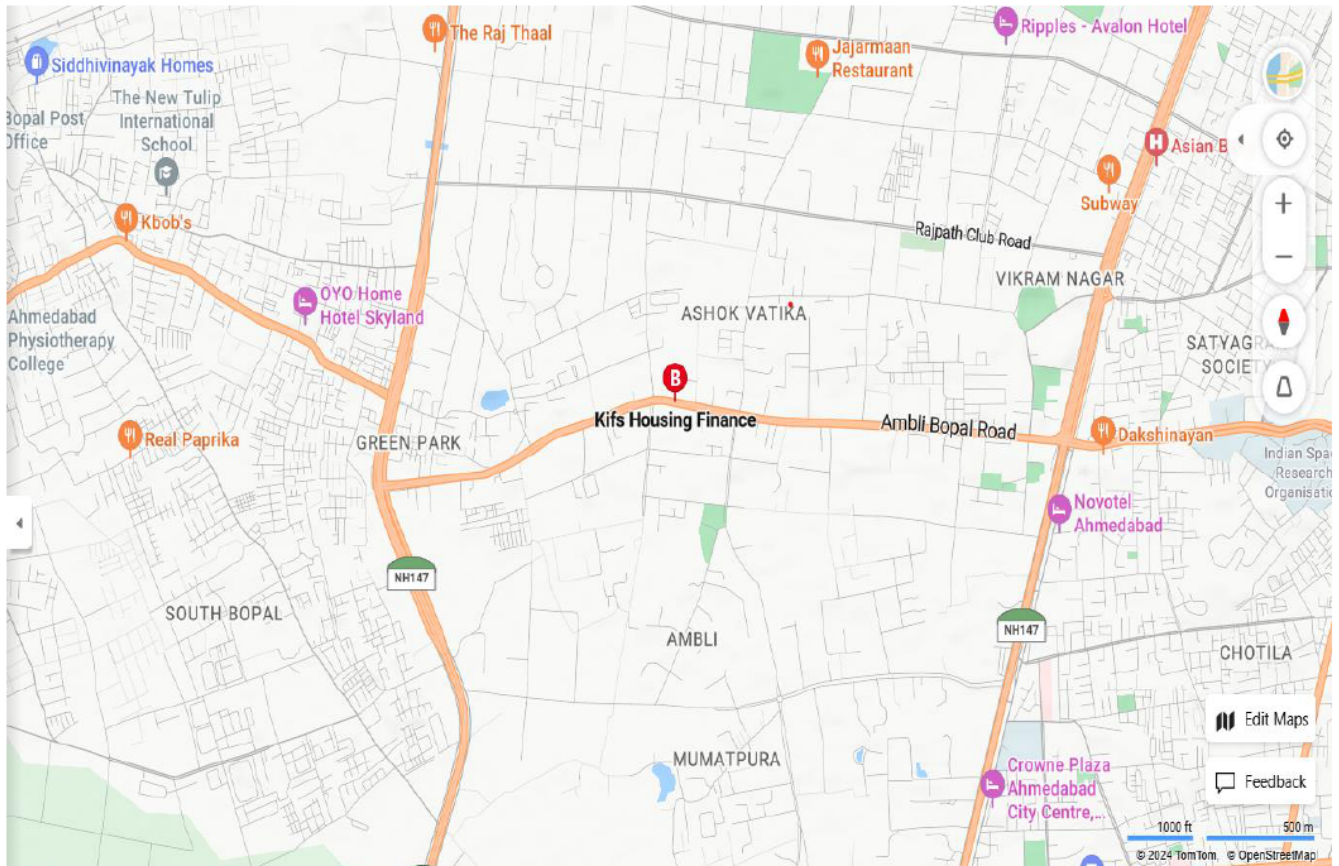 The Raj Thaal
Ripples - Avalon Hotel
Jajarmaan
Restaurant
Siddhivinayak Homes
The New Tulip
International
School
Bopal Post
Office
Asian B
Subway
Kbob's
Rajpath Club Road
VIKRAM NAGAR
OYO Home
Hotel Skyland
ASHOK VATIKA
Ahmedabad
Physiotherapy
College
SATYAGR
SOCIETY
B
Kifs Housing Finance
Ambli Bopal Road
Dakshinayan
Real Paprika
GREEN PARK
Indian Spac
Research
Organisatio
Novotel
Ahmedabad
NH147
SOUTH BOPAL
NH147
AMBLI
CHOTILA
Edit Maps
MUMATPURA
Crowne Plaza
Ahmedabad
City Centre,...
Feedback
1000 ft
500 m
© 2024 TomTom, © OpenStreetMap